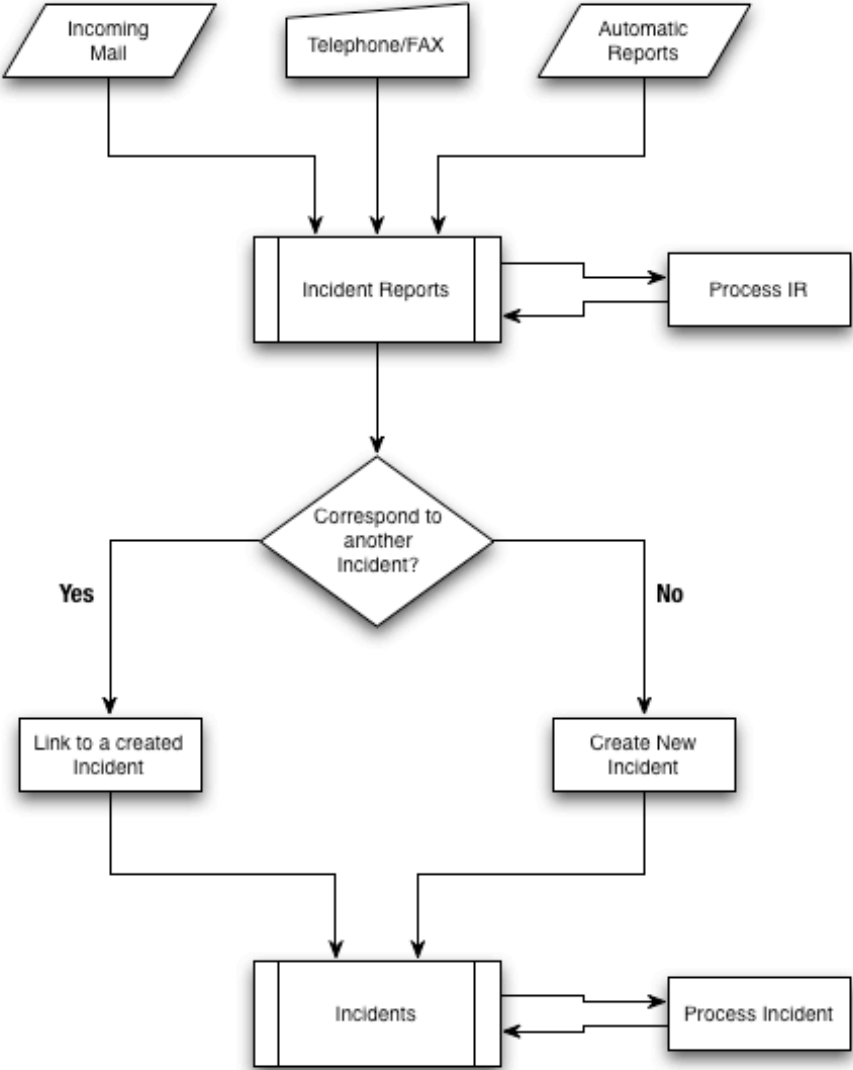 Incoming
Mail
Telephone/FAX
Automatic
Reports
Incident Reports
Process IR
Correspond to
another
Incident?
Yes
No
Link to a created
Incident
Create New
Incident
Incidents
Process Incident